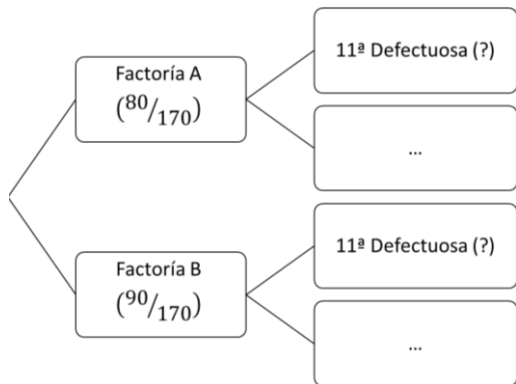 11ª Defectuosa (?)
Factoría A
(80/170)
...
11ª Defectuosa (?)
Factoría B
(90/170)
...